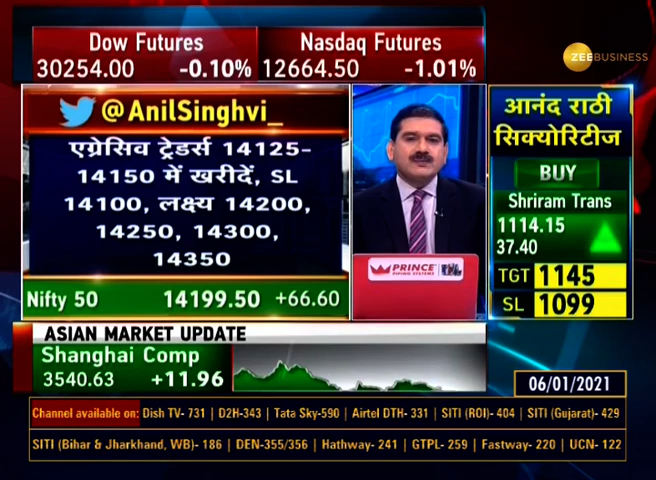 Dow Futures
30254.00 -0.10%
Nasdaq Futures
12664.50 -1.01%
ZEEBUSINESS
@AnilSinghvi_
एग्रेसिव ट्रेडर्स 14125-
14150 में खरीदें, SL
14100, लक्ष्य 14200,
14250, 14300,
14350
Nifty 50 14199.50 +66.60
PRINCE
PIPING SYSTEMS
आनंद राठी
सिक्योरिटीज
BUY
Shriram Trans
1114.15
37.40
TGT 1145
SL 1099
ASIAN MARKET UPDATE
Shanghai Comp
3540.63 +11.96
06/01/2021
Channel available on: Dish TV- 731 | D2H-343 | Tata Sky-590 | Airtel DTH- 331 | SITI (ROI)- 404 | SITI (Gujarat)- 429
SITI (Bihar & Jharkhand, WB)- 186 | DEN-355/356 | Hathway- 241 | GTPL- 259 | Fastway- 220 | UCN- 122